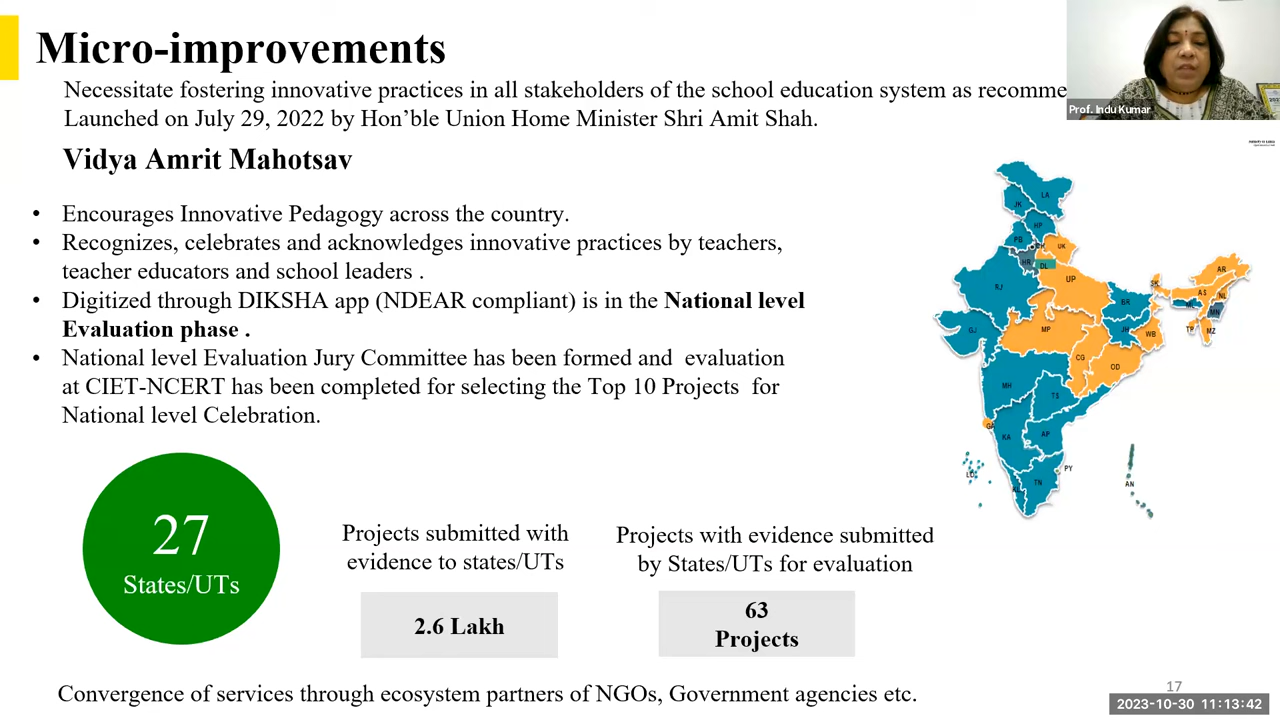 Micro-improvements
Necessitate fostering innovative practices in all stakeholders of the school education system as recomme
Launched on July 29, 2022 by Hon’ble Union Home Minister Shri Amit Shah.
Prof. Indu Kumar
Vidya Amrit Mahotsav
• Encourages Innovative Pedagogy across the country.
• Recognizes, celebrates and acknowledges innovative practices by teachers,
teacher educators and school leaders .
• Digitized through DIKSHA app (NDEAR compliant) is in the National level
Evaluation phase .
• National level Evaluation Jury Committee has been formed and evaluation
at CIET-NCERT has been completed for selecting the Top 10 Projects for
National level Celebration.
LA
JK
HP
PB
UK
HR
DL
AR
UP
RJ
SK
AS
NL
BR
MN
GJ
MP
JH
WB
TP
MZ
CG
OD
MH
TS
GA
KA
AP
PY
TN
AN
27
States/UTs
Projects submitted with
evidence to states/UTs
2.6 Lakh
Projects with evidence submitted
by States/UTs for evaluation
63
Projects
Convergence of services through ecosystem partners of NGOs, Government agencies etc.
17
2023-10-30 11:13:42